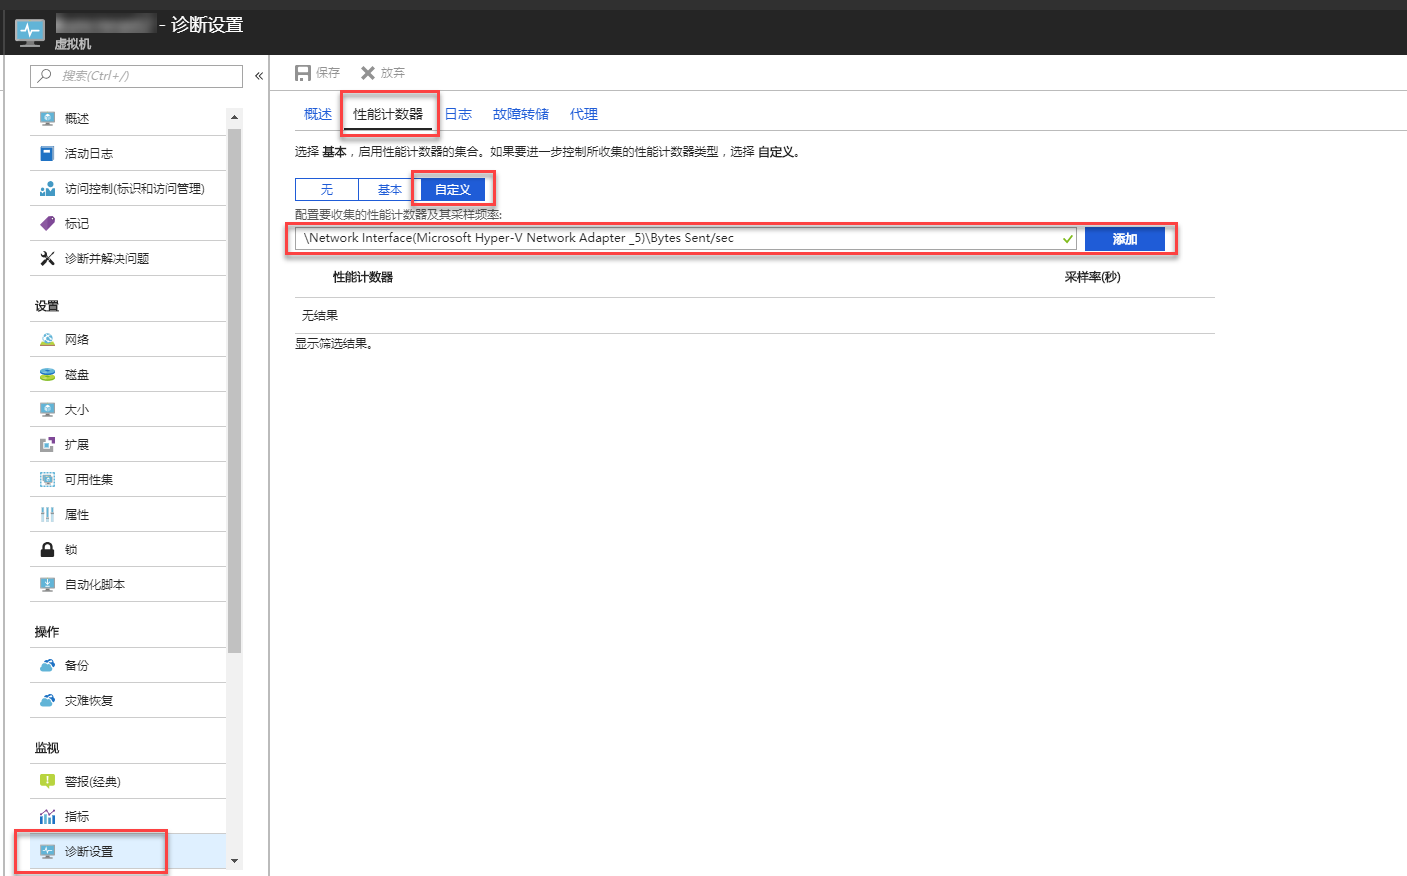 - 诊断设置
虚拟机
搜索(Ctrl+/)
«
概述
活动日志
访问控制(标识和访问管理)
标记
诊断并解决问题
设置
网络
磁盘
大小
扩展
可用性集
属性
锁
自动化脚本
操作
备份
灾难恢复
监视
警报(经典)
指标
诊断设置
保存
放弃
概述
性能计数器
日志
故障转储
代理
选择 基本，启用性能计数器的集合。如果要进一步控制所收集的性能计数器类型，选择 自定义。
无
基本
自定义
配置要收集的性能计数器及其采样频率:
\Network Interface(Microsoft Hyper-V Network Adapter _5)\Bytes Sent/sec
添加
性能计数器
采样率(秒)
无结果
显示筛选结果。